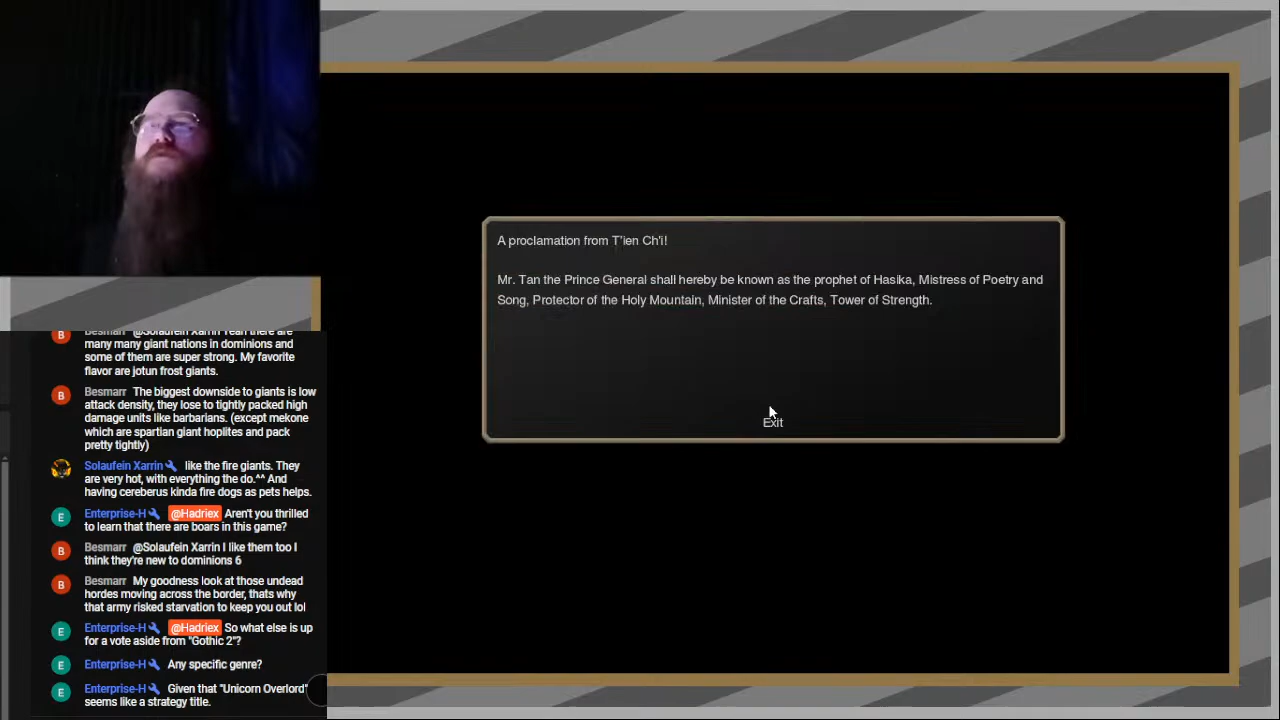 A proclamation from T'ien Ch'i!
Mr. Tan the Prince General shall hereby be known as the prophet of Hasika, Mistress of Poetry and
Song, Protector of the Holy Mountain, Minister of the Crafts, Tower of Strength.
Exit
B Besmarr @Solaufein Xarrin Yeah there are
many many giant nations in dominions and
some of them are super strong. My favorite
flavor are jotun frost giants.
B Besmarr The biggest downside to giants is low
attack density, they lose to tightly packed high
damage units like barbarians. (except mekone
which are spartian giant hoplites and pack
pretty tightly)
Solaufein Xarrin like the fire giants. They
are very hot, with everything the do.^^ And
having cereberus kinda fire dogs as pets helps.
E Enterprise-H @Hadriex Aren't you thrilled
to learn that there are boars in this game?
B Besmarr @Solaufein Xarrin I like them too I
think they're new to dominions 6
B Besmarr My goodness look at those undead
hordes moving across the border, thats why
that army risked starvation to keep you out lol
E Enterprise-H @Hadriex So what else is up
for a vote aside from "Gothic 2"?
E Enterprise-H Any specific genre?
E Enterprise-H Given that "Unicorn Overlord"
seems like a strategy title.